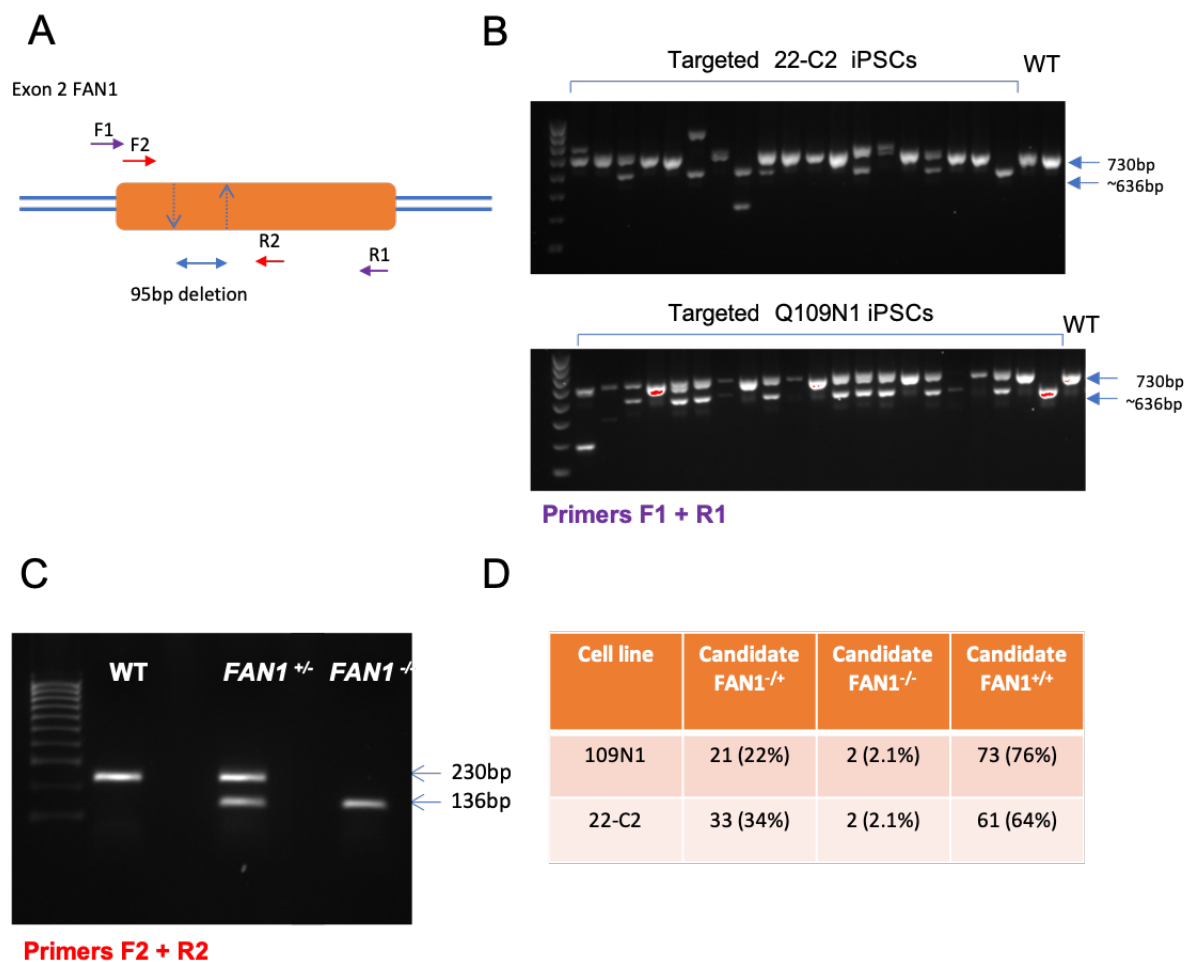 A
Exon 2 FAN1
F1
F2
R2
R1
95bp deletion
B
Targeted 22-C2 iPSCs
WT
730bp
~636bp
Targeted Q109N1 iPSCs
WT
730bp
~636bp
Primers F1 + R1
C
WT
FAN1 +/-
FAN1 -/-
230bp
136bp
Primers F2 + R2
D
Cell line
Candidate
FAN1-/+
Candidate
FAN1-/-
Candidate
FAN1+/+
109N1
21 (22%)
2 (2.1%)
73 (76%)
22-C2
33 (34%)
2 (2.1%)
61 (64%)